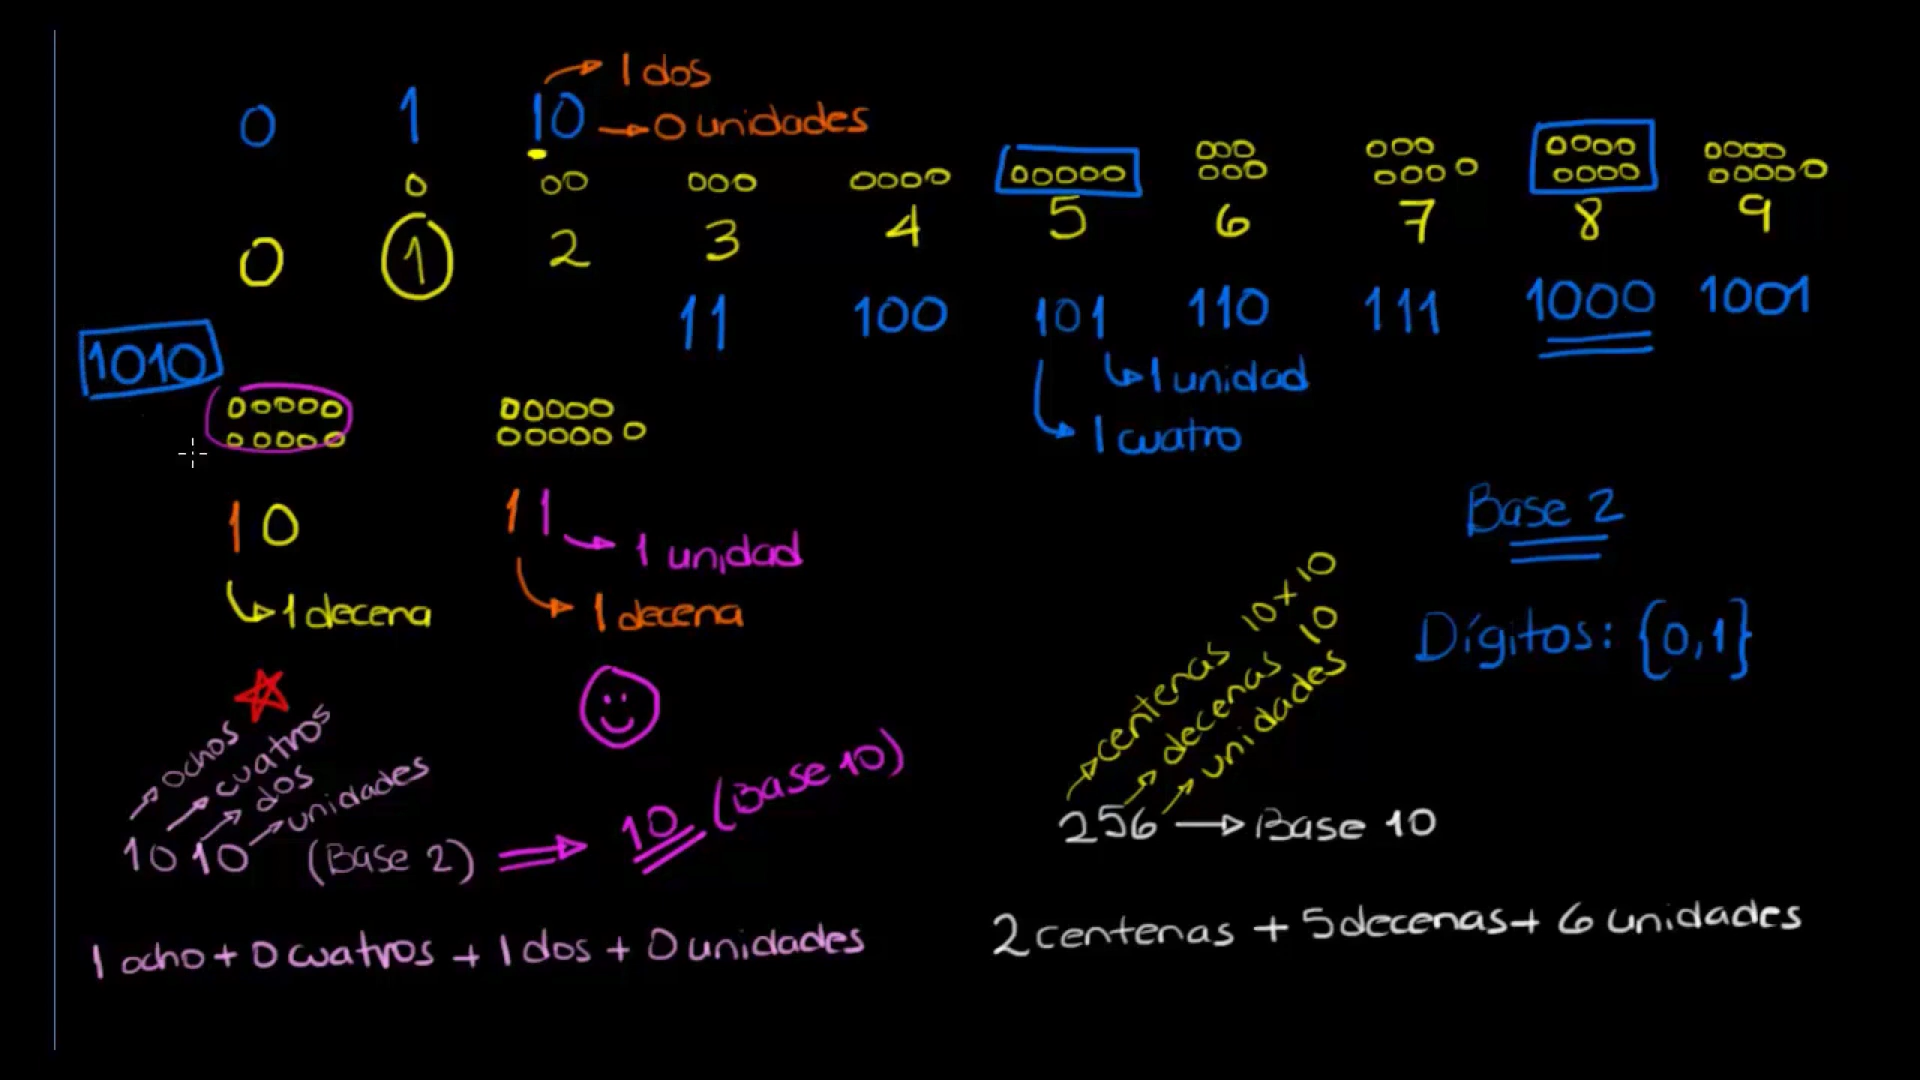 1 dos
0 1 10 0 unidades
0 1 2 3 4 5 6 7 8 9
11 100 101 110 111 1000 1001
1010
1 unidad
1 cuatro
10 11
1 unidad
1 decena 1 decena
Base 2
Dígitos: {0,1}
centenas 10x10
decenas 10
unidades
256 Base 10
2 centenas + 5 decenas + 6 unidades
ochos
cuatros
dos
unidades
1010 (Base 2) 10 (Base 10)
1 ocho + 0 cuatros + 1 dos + 0 unidades